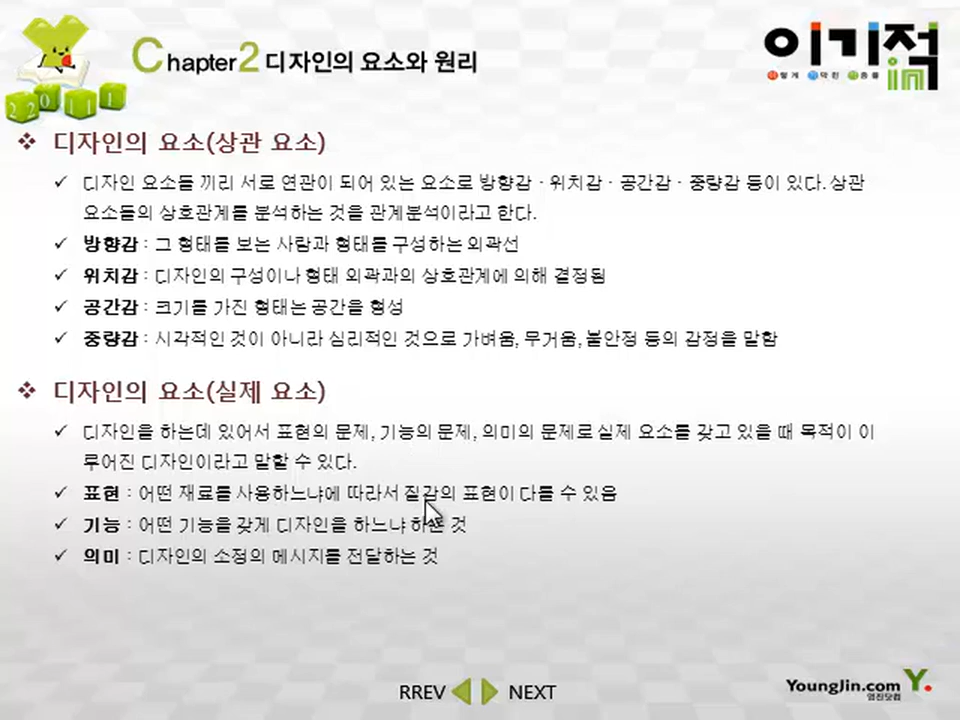 Chapter2 디자인의 요소와 원리
이기적in
이렇게 기막힌 적중률
2011
❖ 디자인의 요소(상관 요소)
✓ 디자인 요소들 끼리 서로 연관이 되어 있는 요소로 방향감·위치감·공간감·중량감 등이 있다. 상관
요소들의 상호관계를 분석하는 것을 관계분석이라고 한다.
✓ 방향감 : 그 형태를 보는 사람과 형태를 구성하는 외곽선
✓ 위치감 : 디자인의 구성이나 형태 외곽과의 상호관계에 의해 결정됨
✓ 공간감 : 크기를 가진 형태는 공간을 형성
✓ 중량감 : 시각적인 것이 아니라 심리적인 것으로 가벼움, 무거움, 불안정 등의 감정을 말함
❖ 디자인의 요소(실제 요소)
✓ 디자인을 하는데 있어서 표현의 문제, 기능의 문제, 의미의 문제로 실제 요소를 갖고 있을 때 목적이 이
루어진 디자인이라고 말할 수 있다.
✓ 표현 : 어떤 재료를 사용하느냐에 따라서 질감의 표현이 다를 수 있음
✓ 기능 : 어떤 기능을 갖게 디자인을 하느냐 하는 것
✓ 의미 : 디자인의 소정의 메시지를 전달하는 것
RREV NEXT
YoungJin.com Y.
영진닷컴